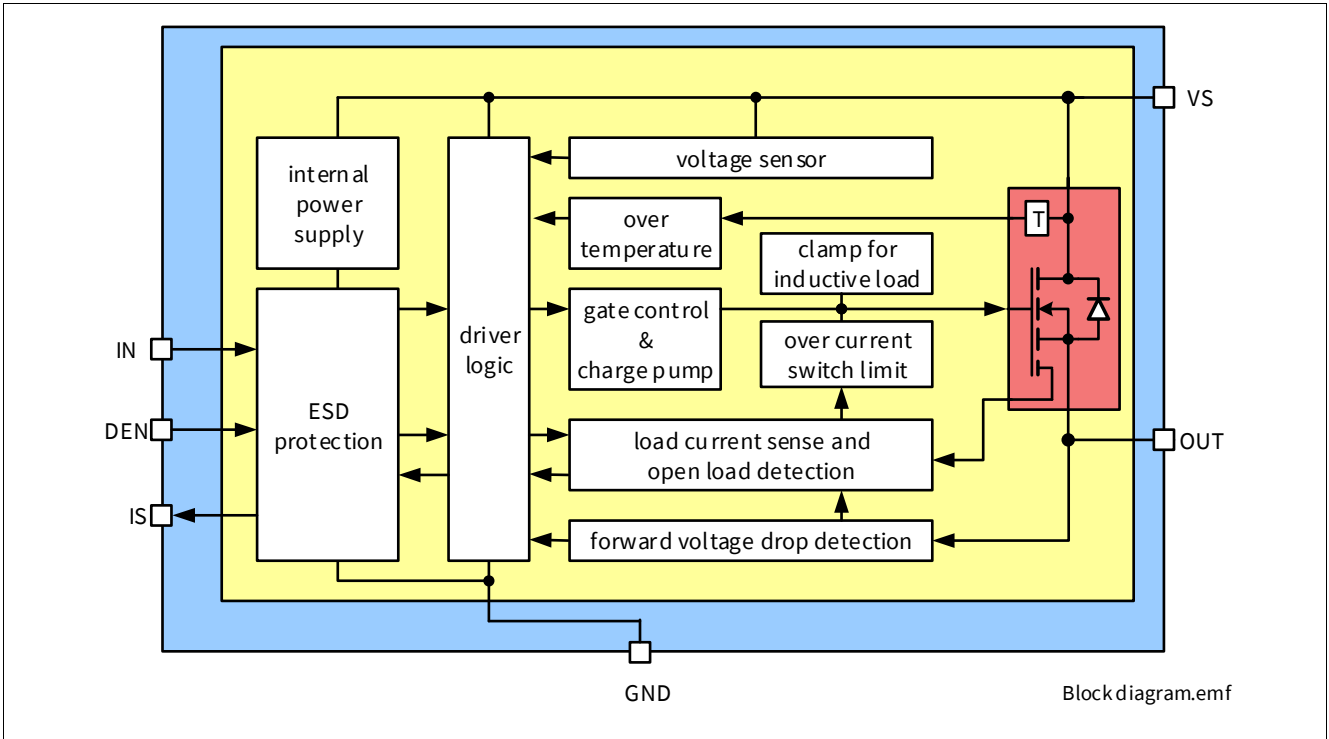 VS
internal
power
supply
voltage sensor
over
temperature
T
clamp for
inductive load
gate control
&
charge pump
driver
logic
over current
switch limit
IN
DEN
IS
ESD
protection
load current sense and
open load detection
OUT
forward voltage drop detection
GND
Block diagram.emf